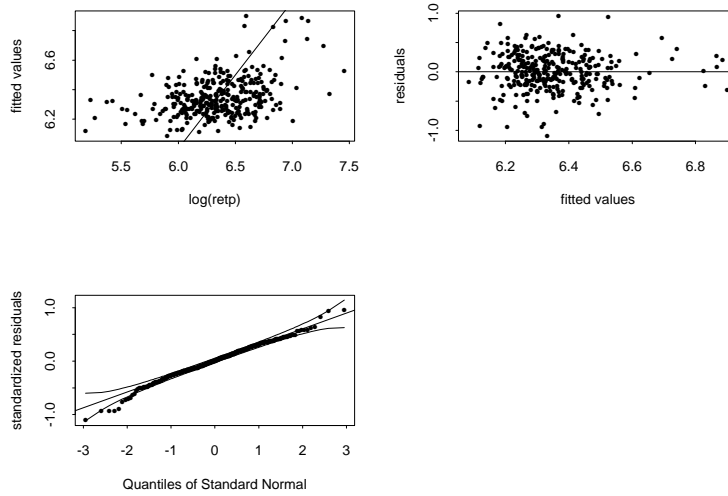 fitted values
6.6
6.2
5.5 6.0 6.5 7.0 7.5
log(retp)
residuals
1.0
0.0
-1.0
6.2 6.4 6.6 6.8
fitted values
standardized residuals
1.0
0.0
-1.0
-3 -2 -1 0 1 2 3
Quantiles of Standard Normal